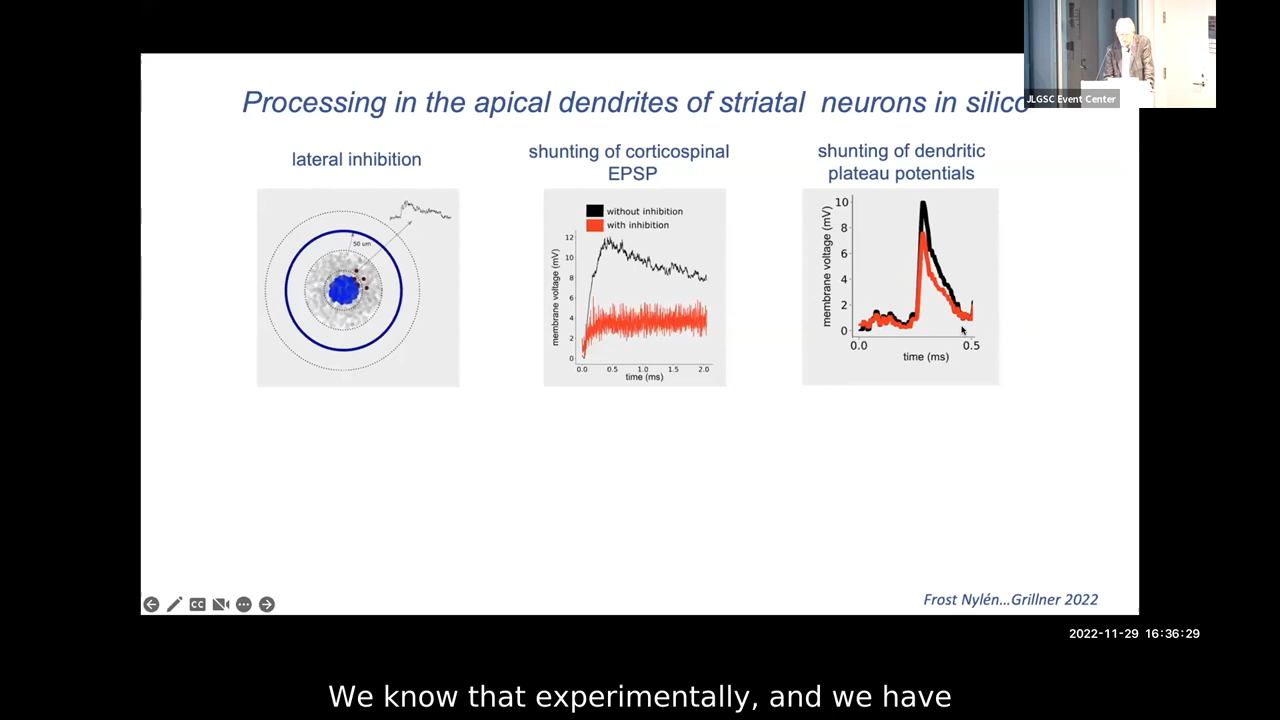 Processing in the apical dendrites of striatal neurons in silico
JLGSC Event Center
lateral inhibition
50 um
shunting of corticospinal
EPSP
without inhibition
with inhibition
membrane voltage (mV)
12
10
8
6
4
2
0
0.0 0.5 1.0 1.5 2.0
time (ms)
shunting of dendritic
plateau potentials
membrane voltage (mV)
10
8
6
4
2
0
0.0 0.5
time (ms)
CC
Frost Nylén...Grillner 2022
2022-11-29 16:36:29
We know that experimentally, and we have